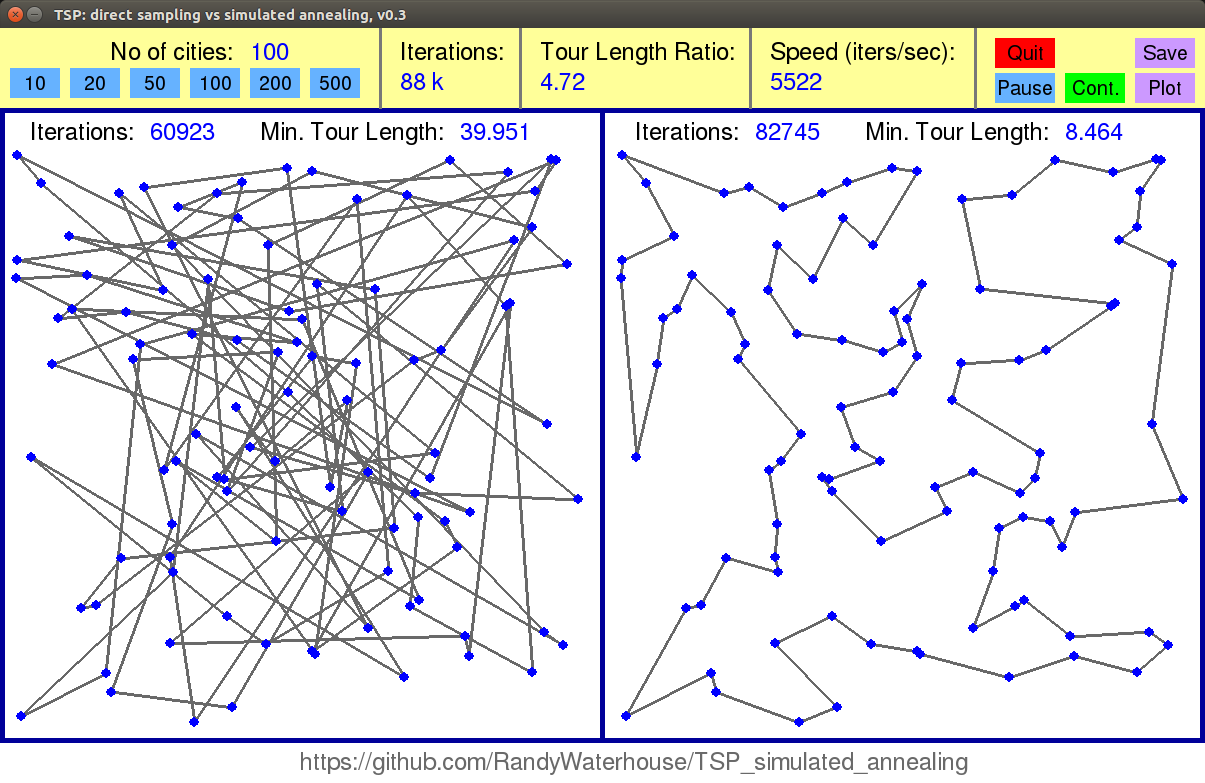 TSP: direct sampling vs simulated annealing, v0.3
No of cities: 100
10 20 50 100 200 500
Iterations:
88 k
Tour Length Ratio:
4.72
Speed (iters/sec):
5522
Quit Save
Pause Cont. Plot
Iterations: 60923 Min. Tour Length: 39.951
Iterations: 82745 Min. Tour Length: 8.464
https://github.com/RandyWaterhouse/TSP_simulated_annealing